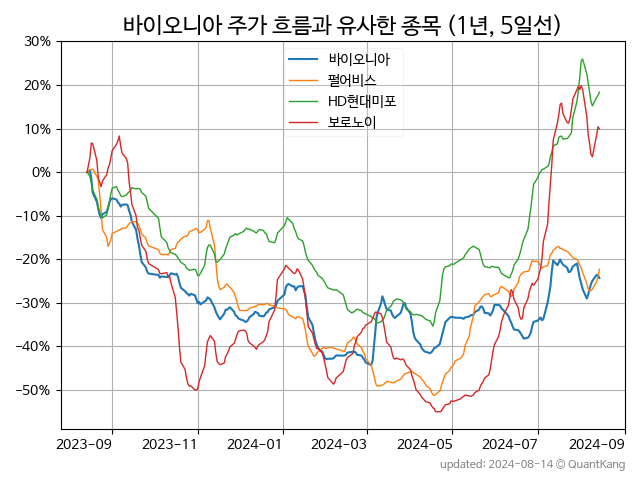 바이오니아 주가 흐름과 유사한 종목 (1년, 5일선)
30%
20%
10%
0%
−10%
−20%
−30%
−40%
−50%
바이오니아
펄어비스
HD현대미포
보로노이
2023-09 2023-11 2024-01 2024-03 2024-05 2024-07 2024-09
updated: 2024-08-14 © QuantKang